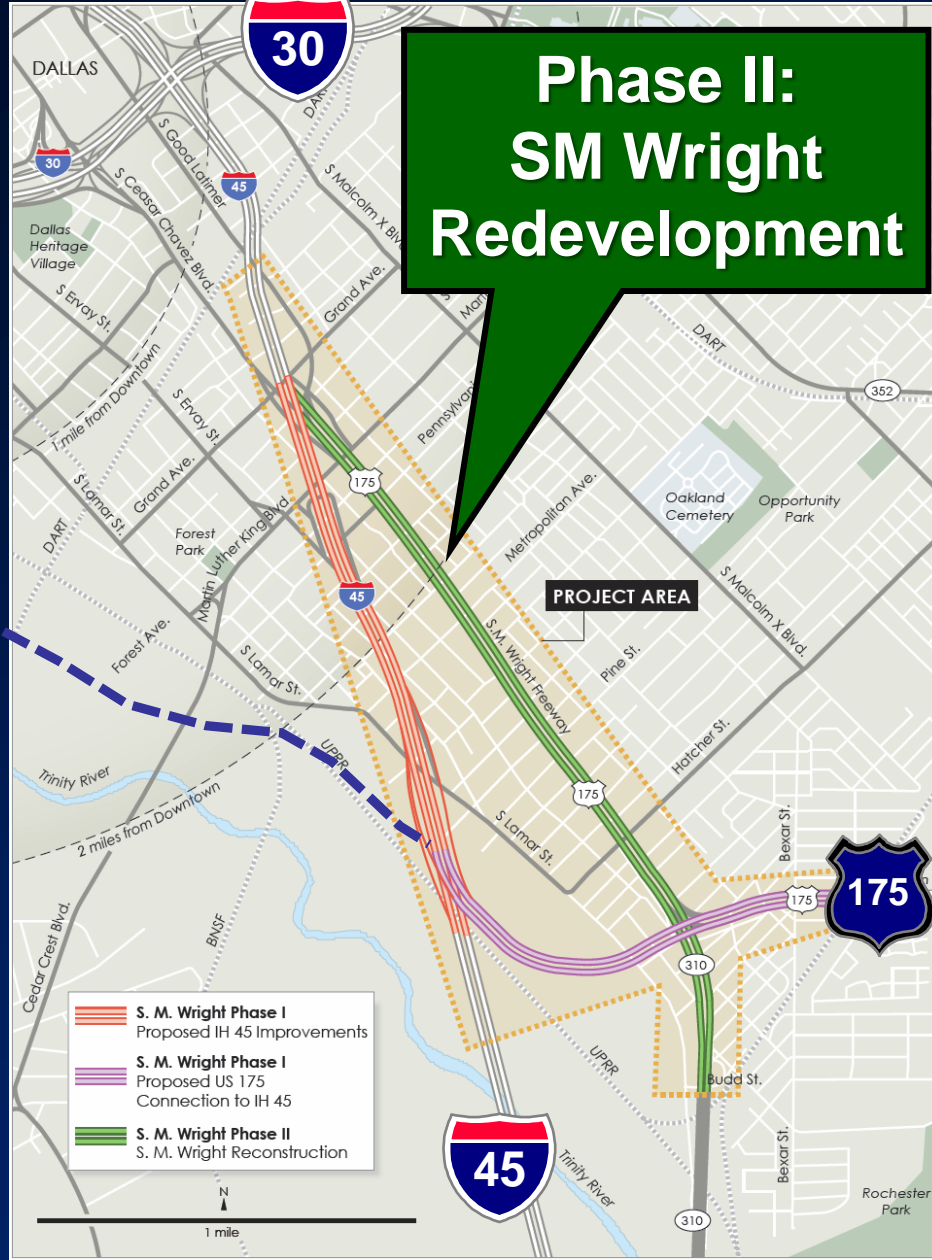 30
Phase II:
SM Wright
Redevelopment
DALLAS
DAR
S Good Latimer
30
45
S Malcolm X Blv
S Ceasar Chavez Blvd.
Dallas
Heritage
Village
S Ervay St.
Grand Ave.
DART
352
1 mile from Downtown
S Ervay St.
Pennsylvani
175
Grand Ave.
S Lamar St.
DART
Metropolitan Ave.
Oakland
Cemetery
Opportunity
Park
Forest
Park
Martin Luther King Blvd.
S Malcolm X Blvd.
45
PROJECT AREA
S.M. Wright Freeway
Pine St.
Forest Ave.
S Lamar St.
Hatcher St.
UPRR
Trinity River
175
2 miles from Downtown
S Lamar St.
Bexar St.
175
175
BNSF
Cedar Crest Blvd.
310
S. M. Wright Phase I
Proposed IH 45 Improvements
S. M. Wright Phase I
Proposed US 175
Connection to IH 45
S. M. Wright Phase II
S. M. Wright Reconstruction
UPRR
Budd St.
45
Trinity River
Bexar St.
Rochester
Park
N
1 mile
310